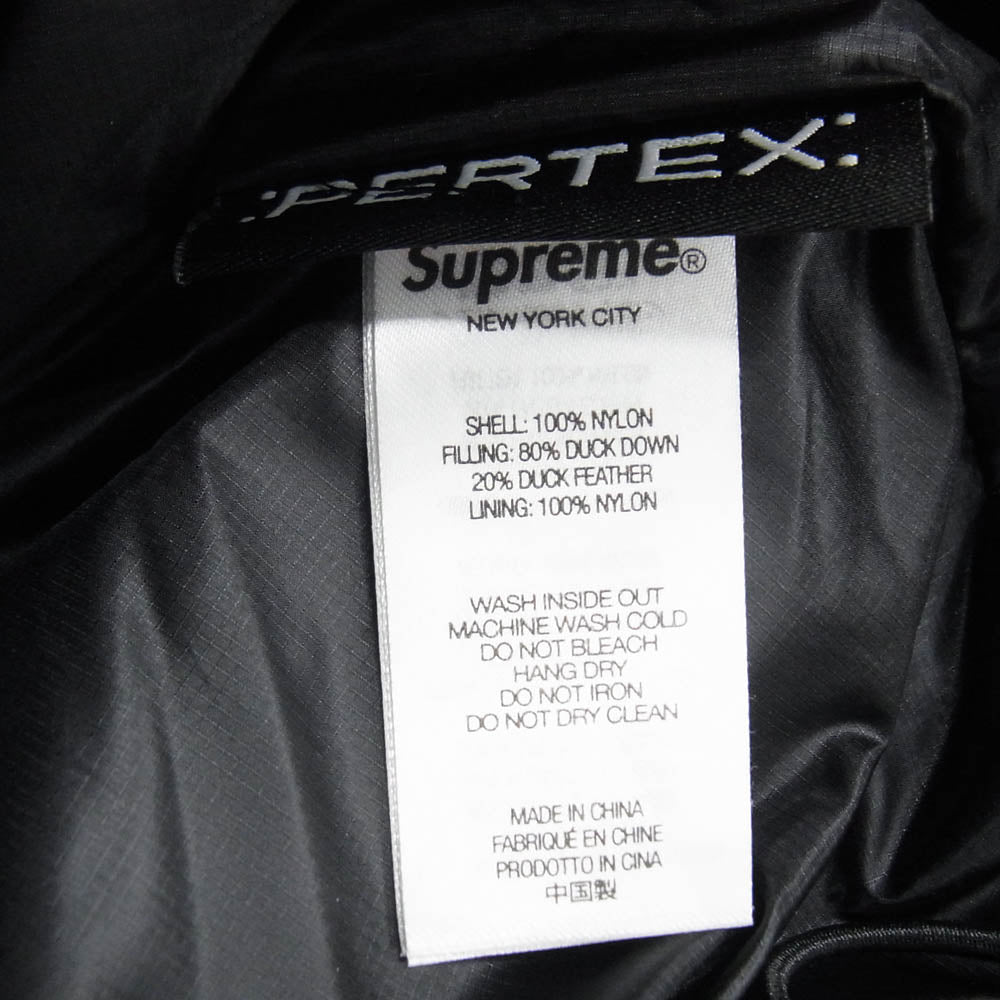 :PERTEX:
Supreme®
NEW YORK CITY
SHELL: 100% NYLON
FILLING: 80% DUCK DOWN
20% DUCK FEATHER
LINING: 100% NYLON
WASH INSIDE OUT
MACHINE WASH COLD
DO NOT BLEACH
HANG DRY
DO NOT IRON
DO NOT DRY CLEAN
MADE IN CHINA
FABRIQUÉ EN CHINE
PRODOTTO IN CINA
中国製